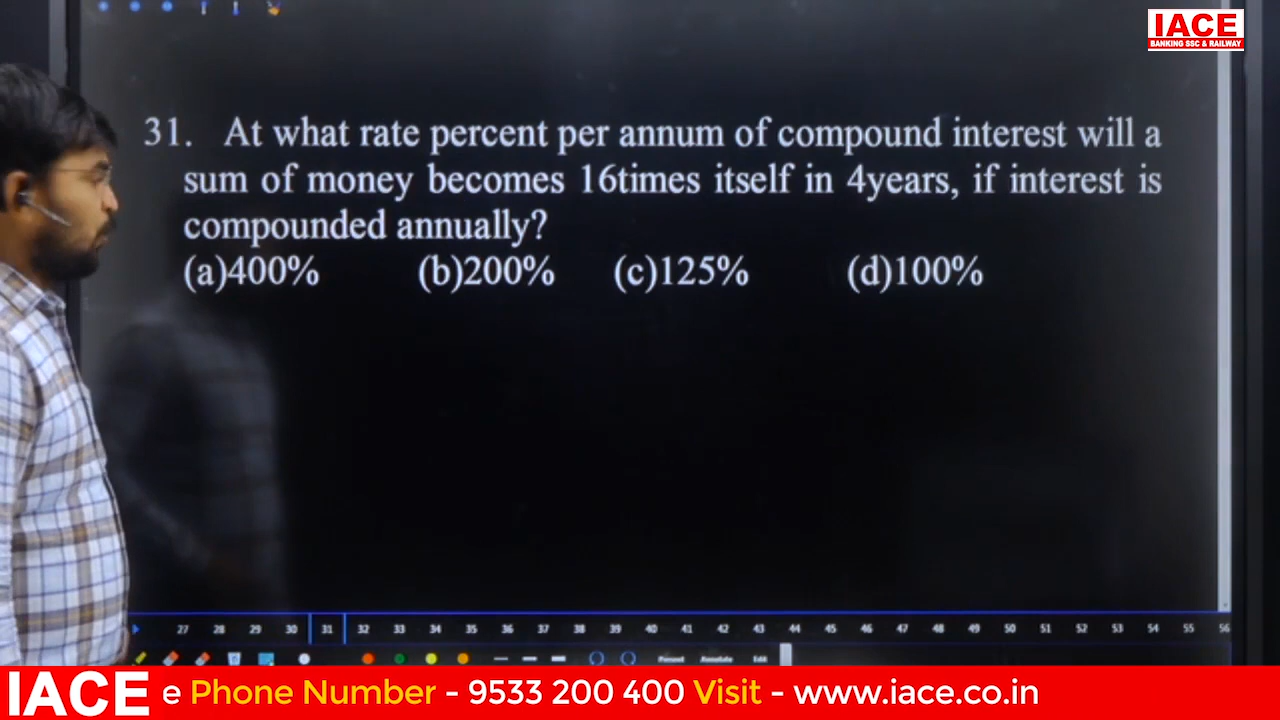 IACE
BANKING SSC & RAILWAY
31. At what rate percent per annum of compound interest will a
sum of money becomes 16times itself in 4years, if interest is
compounded annually?
(a)400% (b)200% (c)125% (d)100%
27 28 29 30 31 32 33 34 35 36 37 38 39 40 41 42 43 44 45 46 47 48 49 50 51 52 53 54 55 56
Present Annotate Edit
IACE e Phone Number - 9533 200 400 Visit - www.iace.co.in